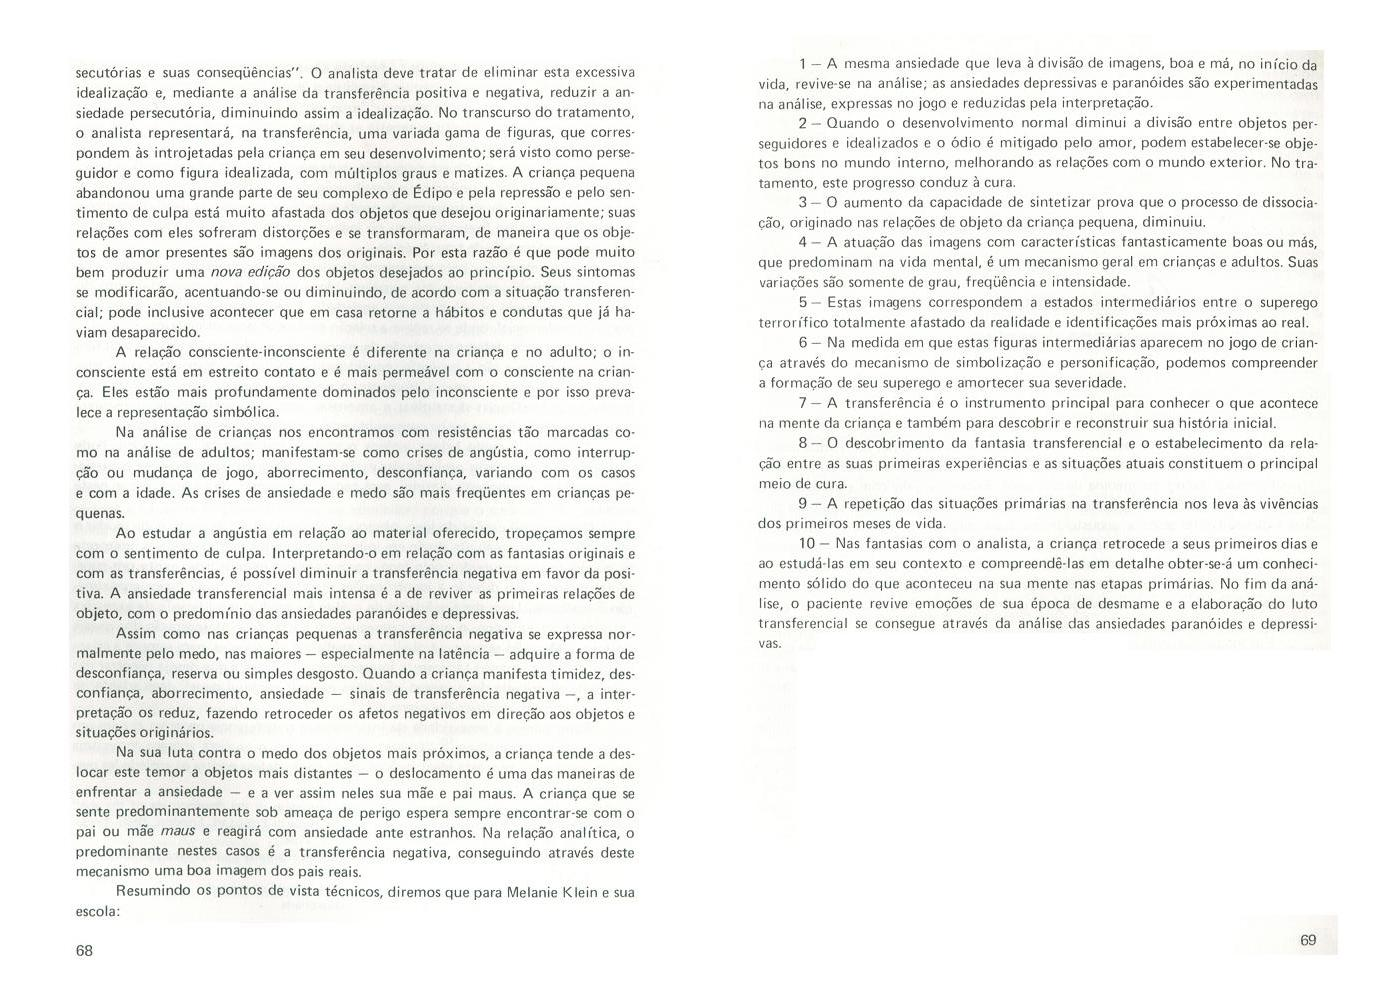 secutórias e suas conseqüências". O analista deve tratar de eliminar esta excessiva
idealização e, mediante a análise da transferência positiva e negativa, reduzir a an-
siedade persecutória, diminuindo assim a idealização. No transcurso do tratamento,
o analista representará, na transferência, uma variada gama de figuras, que corres-
pondem às introjetadas pela criança em seu desenvolvimento; será visto como perse-
guidor e como figura idealizada, com múltiplos graus e matizes. A criança pequena
abandonou uma grande parte de seu complexo de Édipo e pela repressão e pelo sen-
timento de culpa está muito afastada dos objetos que desejou originariamente; suas
relações com eles sofreram distorções e se transformaram, de maneira que os obje-
tos de amor presentes são imagens dos originais. Por esta razão é que pode muito
bem produzir uma nova edição dos objetos desejados ao princípio. Seus sintomas
se modificarão, acentuando-se ou diminuindo, de acordo com a situação transferen-
cial; pode inclusive acontecer que em casa retorne a hábitos e condutas que já ha-
viam desaparecido.
A relação consciente-inconsciente é diferente na criança e no adulto; o in-
consciente está em estreito contato e é mais permeável com o consciente na crian-
ça. Eles estão mais profundamente dominados pelo inconsciente e por isso preva-
lece a representação simbólica.
Na análise de crianças nos encontramos com resistências tão marcadas co-
mo na análise de adultos; manifestam-se como crises de angústia, como interrup-
ção ou mudança de jogo, aborrecimento, desconfiança, variando com os casos
e com a idade. As crises de ansiedade e medo são mais freqüentes em crianças pe-
quenas.
Ao estudar a angústia em relação ao material oferecido, tropeçamos sempre
com o sentimento de culpa. Interpretando-o em relação com as fantasias originais e
com as transferências, é possível diminuir a transferência negativa em favor da posi-
tiva. A ansiedade transferencial mais intensa é a de reviver as primeiras relações de
objeto, com o predomínio das ansiedades paranóides e depressivas.
Assim como nas crianças pequenas a transferência negativa se expressa nor-
malmente pelo medo, nas maiores — especialmente na latência — adquire a forma de
desconfiança, reserva ou simples desgosto. Quando a criança manifesta timidez, des-
confiança, aborrecimento, ansiedade — sinais de transferência negativa —, a inter-
pretação os reduz, fazendo retroceder os afetos negativos em direção aos objetos e
situações originários.
Na sua luta contra o medo dos objetos mais próximos, a criança tende a des-
locar este temor a objetos mais distantes — o deslocamento é uma das maneiras de
enfrentar a ansiedade — e a ver assim neles sua mãe e pai maus. A criança que se
sente predominantemente sob ameaça de perigo espera sempre encontrar-se com o
pai ou mãe maus e reagirá com ansiedade ante estranhos. Na relação analítica, o
predominante nestes casos é a transferência negativa, conseguindo através deste
mecanismo uma boa imagem dos pais reais.
Resumindo os pontos de vista técnicos, diremos que para Melanie Klein e sua
escola:
68
1 — A mesma ansiedade que leva à divisão de imagens, boa e má, no início da
vida, revive-se na análise; as ansiedades depressivas e paranóides são experimentadas
na análise, expressas no jogo e reduzidas pela interpretação.
2 — Quando o desenvolvimento normal diminui a divisão entre objetos per-
seguidores e idealizados e o ódio é mitigado pelo amor, podem estabelecer-se obje-
tos bons no mundo interno, melhorando as relações com o mundo exterior. No tra-
tamento, este progresso conduz à cura.
3 — O aumento da capacidade de sintetizar prova que o processo de dissocia-
ção, originado nas relações de objeto da criança pequena, diminuiu.
4 — A atuação das imagens com características fantasticamente boas ou más,
que predominam na vida mental, é um mecanismo geral em crianças e adultos. Suas
variações são somente de grau, freqüência e intensidade.
5 — Estas imagens correspondem a estados intermediários entre o superego
terrorífico totalmente afastado da realidade e identificações mais próximas ao real.
6 — Na medida em que estas figuras intermediárias aparecem no jogo de crian-
ça através do mecanismo de simbolização e personificação, podemos compreender
a formação de seu superego e amortecer sua severidade.
7 — A transferência é o instrumento principal para conhecer o que acontece
na mente da criança e também para descobrir e reconstruir sua história inicial.
8 — O descobrimento da fantasia transferencial e o estabelecimento da rela-
ção entre as suas primeiras experiências e as situações atuais constituem o principal
meio de cura.
9 — A repetição das situações primárias na transferência nos leva às vivências
dos primeiros meses de vida.
10 — Nas fantasias com o analista, a criança retrocede a seus primeiros dias e
ao estudá-las em seu contexto e compreendê-las em detalhe obter-se-á um conheci-
mento sólido do que aconteceu na sua mente nas etapas primárias. No fim da aná-
lise, o paciente revive emoções de sua época de desmame e a elaboração do luto
transferencial se consegue através da análise das ansiedades paranóides e depressi-
vas.
69